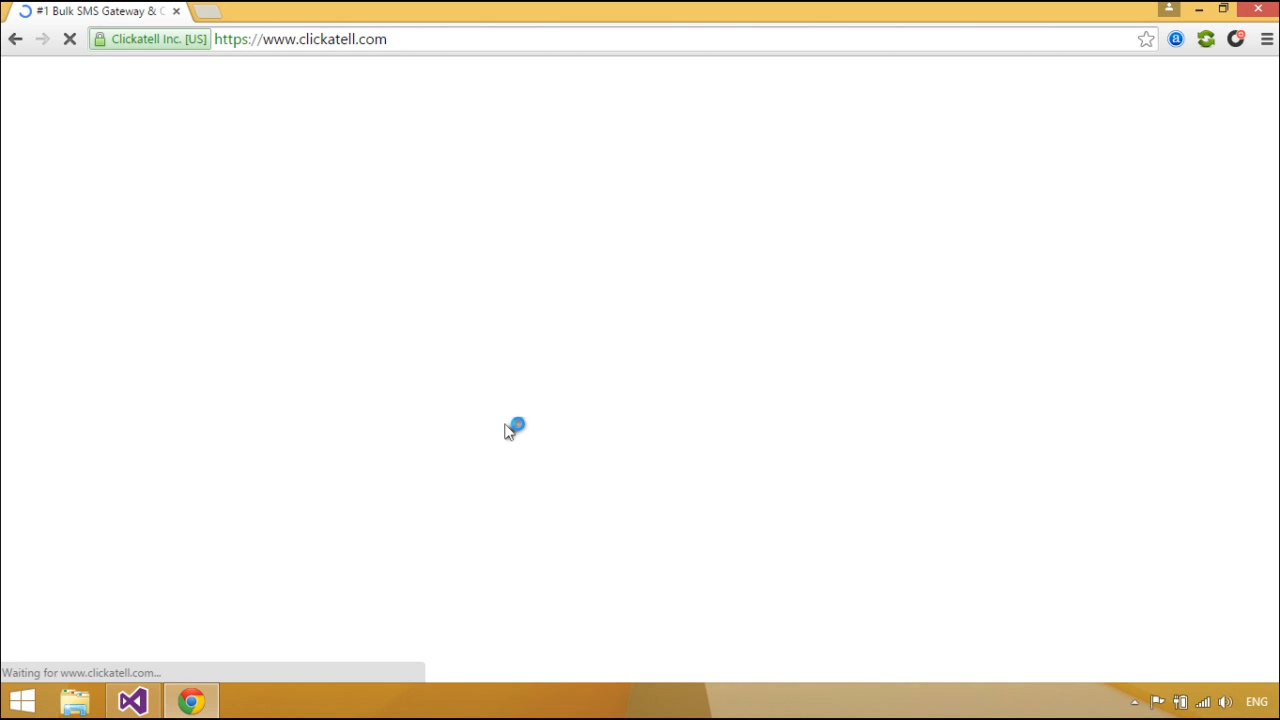 #1 Bulk SMS Gateway &
Clickatell Inc. [US] https://www.clickatell.com
Waiting for www.clickatell.com...
ENG